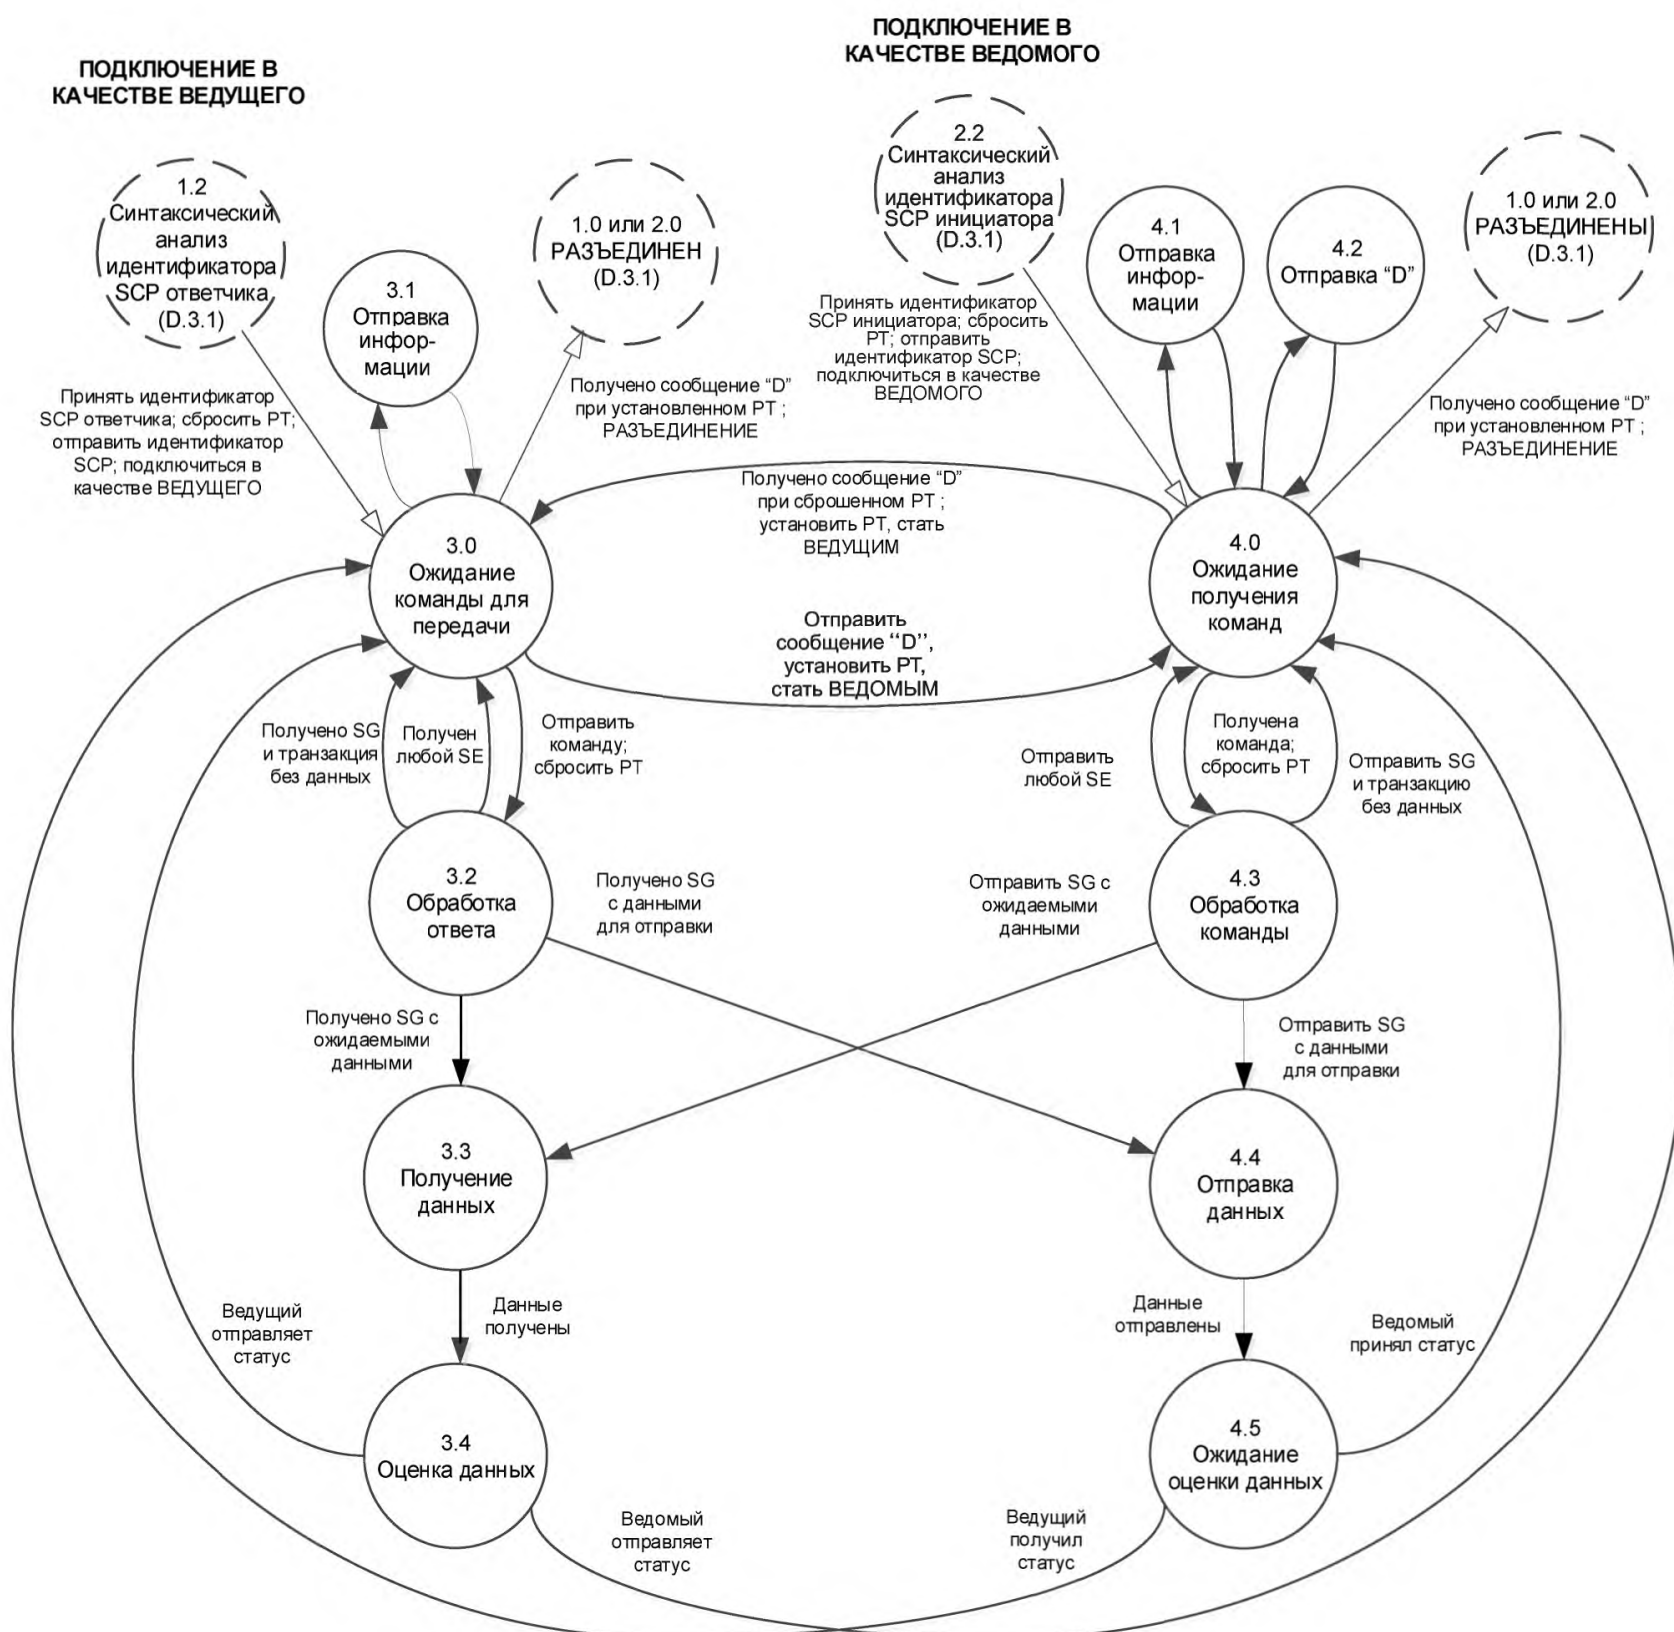 ПОДКЛЮЧЕНИЕ В
КАЧЕСТВЕ ВЕДУЩЕГО
ПОДКЛЮЧЕНИЕ В
КАЧЕСТВЕ ВЕДОМОГО
1.2
Синтаксический
анализ
идентификатора
SCP ответчика
(D.3.1)
3.1
Отправка
инфор-
мации
1.0 или 2.0
РАЗЪЕДИНЕН
(D.3.1)
2.2
Синтаксический
анализ
идентификатора
SCP инициатора
(D.3.1)
4.1
Отправка
инфор-
мации
4.2
Отправка “D”
1.0 или 2.0
РАЗЪЕДИНЕНЫ
(D.3.1)
Принять идентификатор
SCP ответчика; сбросить PT;
отправить идентификатор
SCP; подключиться в
качестве ВЕДУЩЕГО
Получено сообщение “D”
при установленном PT ;
РАЗЪЕДИНЕНИЕ
Принять идентификатор
SCP инициатора; сбросить
PT; отправить
идентификатор SCP;
подключиться в качестве
ВЕДОМОГО
Получено сообщение “D”
при установленном PT ;
РАЗЪЕДИНЕНИЕ
Получено сообщение “D”
при сброшенном PT ;
установить PT, стать
ВЕДУЩИМ
3.0
Ожидание
команды для
передачи
4.0
Ожидание
получения
команд
Отправить
сообщение “D”,
установить PT,
стать ВЕДОМЫМ
Получено SG
и транзакция
без данных
Получен
любой SE
Отправить
команду;
сбросить PT
Отправить
любой SE
Получена
команда;
сбросить PT
Отправить SG
и транзакцию
без данных
3.2
Обработка
ответа
Получено SG
с данными
для отправки
Отправить SG с
ожидаемыми
данными
4.3
Обработка
команды
Получено SG с
ожидаемыми
данными
Отправить SG
с данными
для отправки
3.3
Получение
данных
4.4
Отправка
данных
Ведущий
отправляет
статус
Данные
получены
Данные
отправлены
Ведомый
принял статус
3.4
Оценка данных
4.5
Ожидание
оценки данных
Ведомый
отправляет
статус
Ведущий
получил
статус